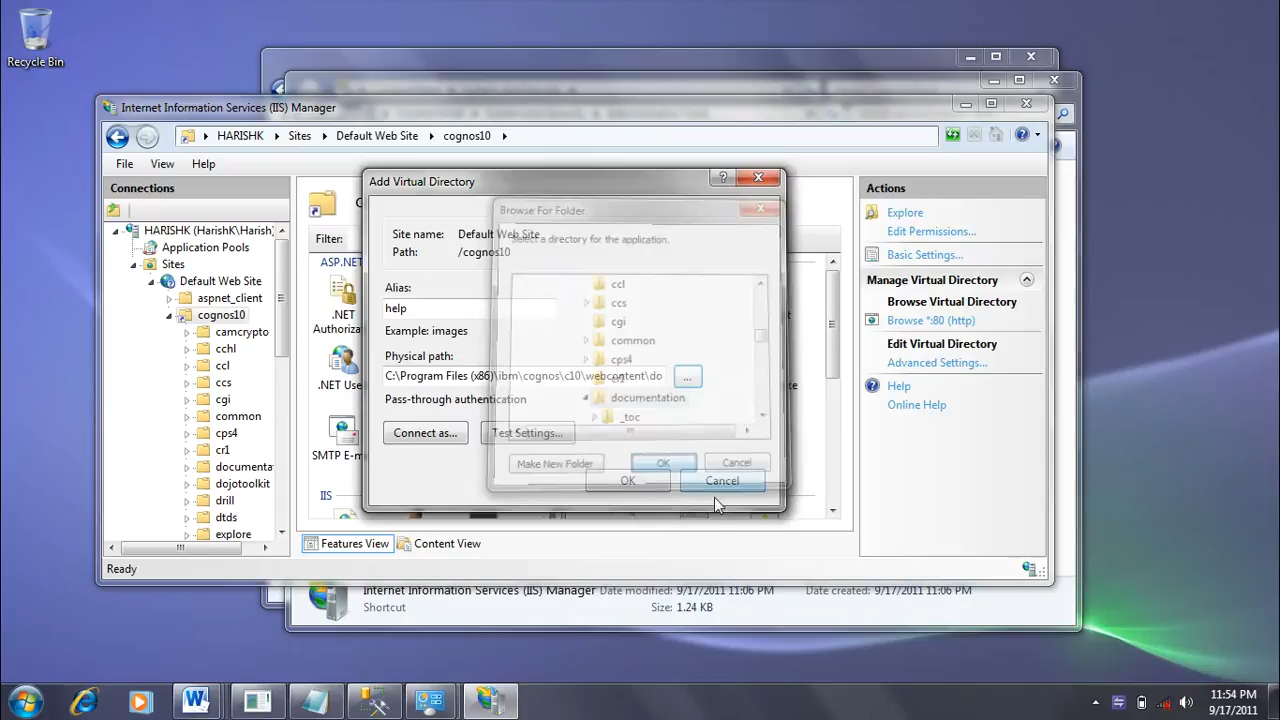 Recycle Bin
Internet Information Services (IIS) Manager
HARISHK
Sites
Default Web Site
cognos10
File
View
Help
Connections
HARISHK (HarishK\Harish)
Application Pools
Sites
Default Web Site
aspnet_client
cognos10
camcrypto
cchl
ccl
ccs
cgi
common
cps4
cr1
documenta
dojotoolkit
drill
dtds
explore
Filter:
ASP.NET
.NET
Authoriza
.NET Use
SMTP E-m
IIS
Features View
Content View
Add Virtual Directory
Site name:
Default Web Site
Path:
/cognos10
Alias:
help
Example: images
Physical path:
C:\Program Files (x86)\ibm\cognos\c10\webcontent\do
...
Pass-through authentication
Connect as...
Test Settings...
OK
Cancel
Browse For Folder
Select a directory for the application.
ccl
ccs
cgi
common
cps4
cr1
documentation
_toc
Make New Folder
OK
Cancel
Actions
Explore
Edit Permissions...
Basic Settings...
Manage Virtual Directory
Browse Virtual Directory
Browse *:80 (http)
Edit Virtual Directory
Advanced Settings...
Help
Online Help
Ready
Internet Information Services (IIS) Manager
Date modified: 9/17/2011 11:06 PM
Date created: 9/17/2011 11:06 PM
Shortcut
Size: 1.24 KB
11:54 PM
9/17/2011